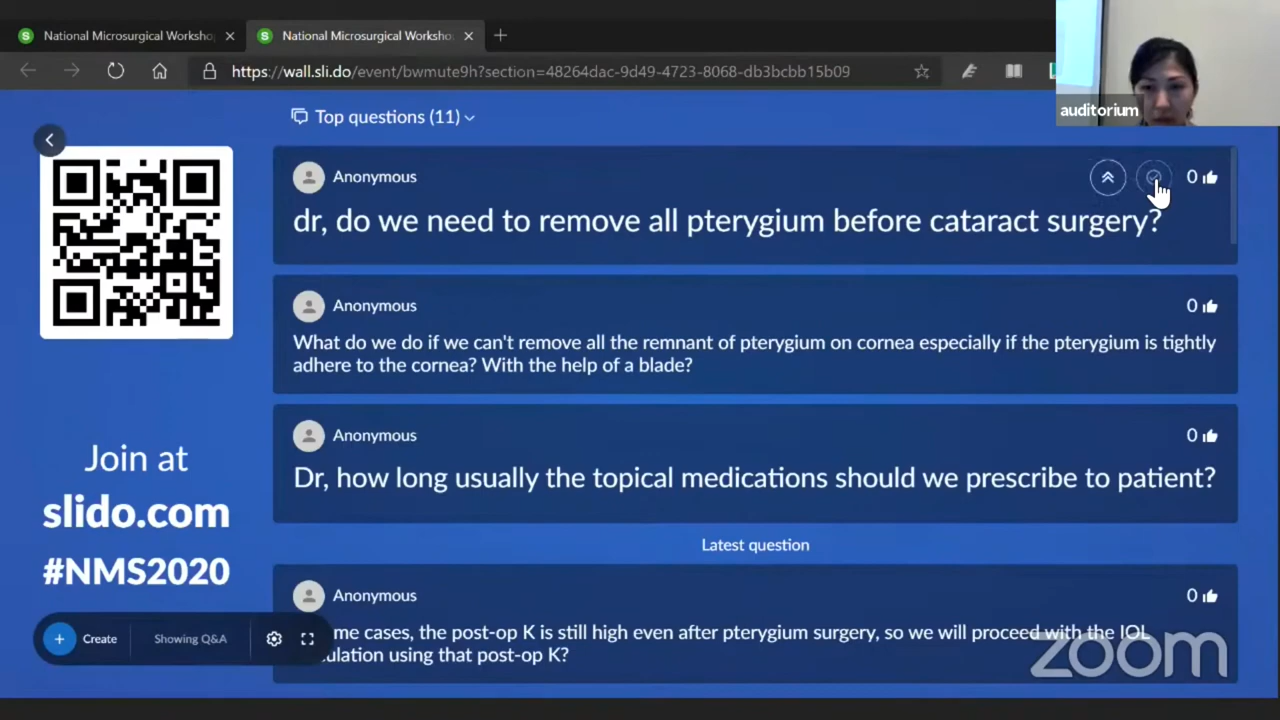 National Microsurgical Worksho
National Microsurgical Worksho
https://wall.sli.do/event/bwmute9h?section=48264dac-9d49-4723-8068-db3bcbb15b09
auditorium
Top questions (11)
Anonymous
0
dr, do we need to remove all pterygium before cataract surgery?
Anonymous
0
What do we do if we can't remove all the remnant of pterygium on cornea especially if the pterygium is tightly
adhere to the cornea? With the help of a blade?
Anonymous
0
Dr, how long usually the topical medications should we prescribe to patient?
Latest question
Anonymous
0
me cases, the post-op K is still high even after pterygium surgery, so we will proceed with the IOL
ulation using that post-op K?
Join at
slido.com
#NMS2020
Create
Showing Q&A
zoom